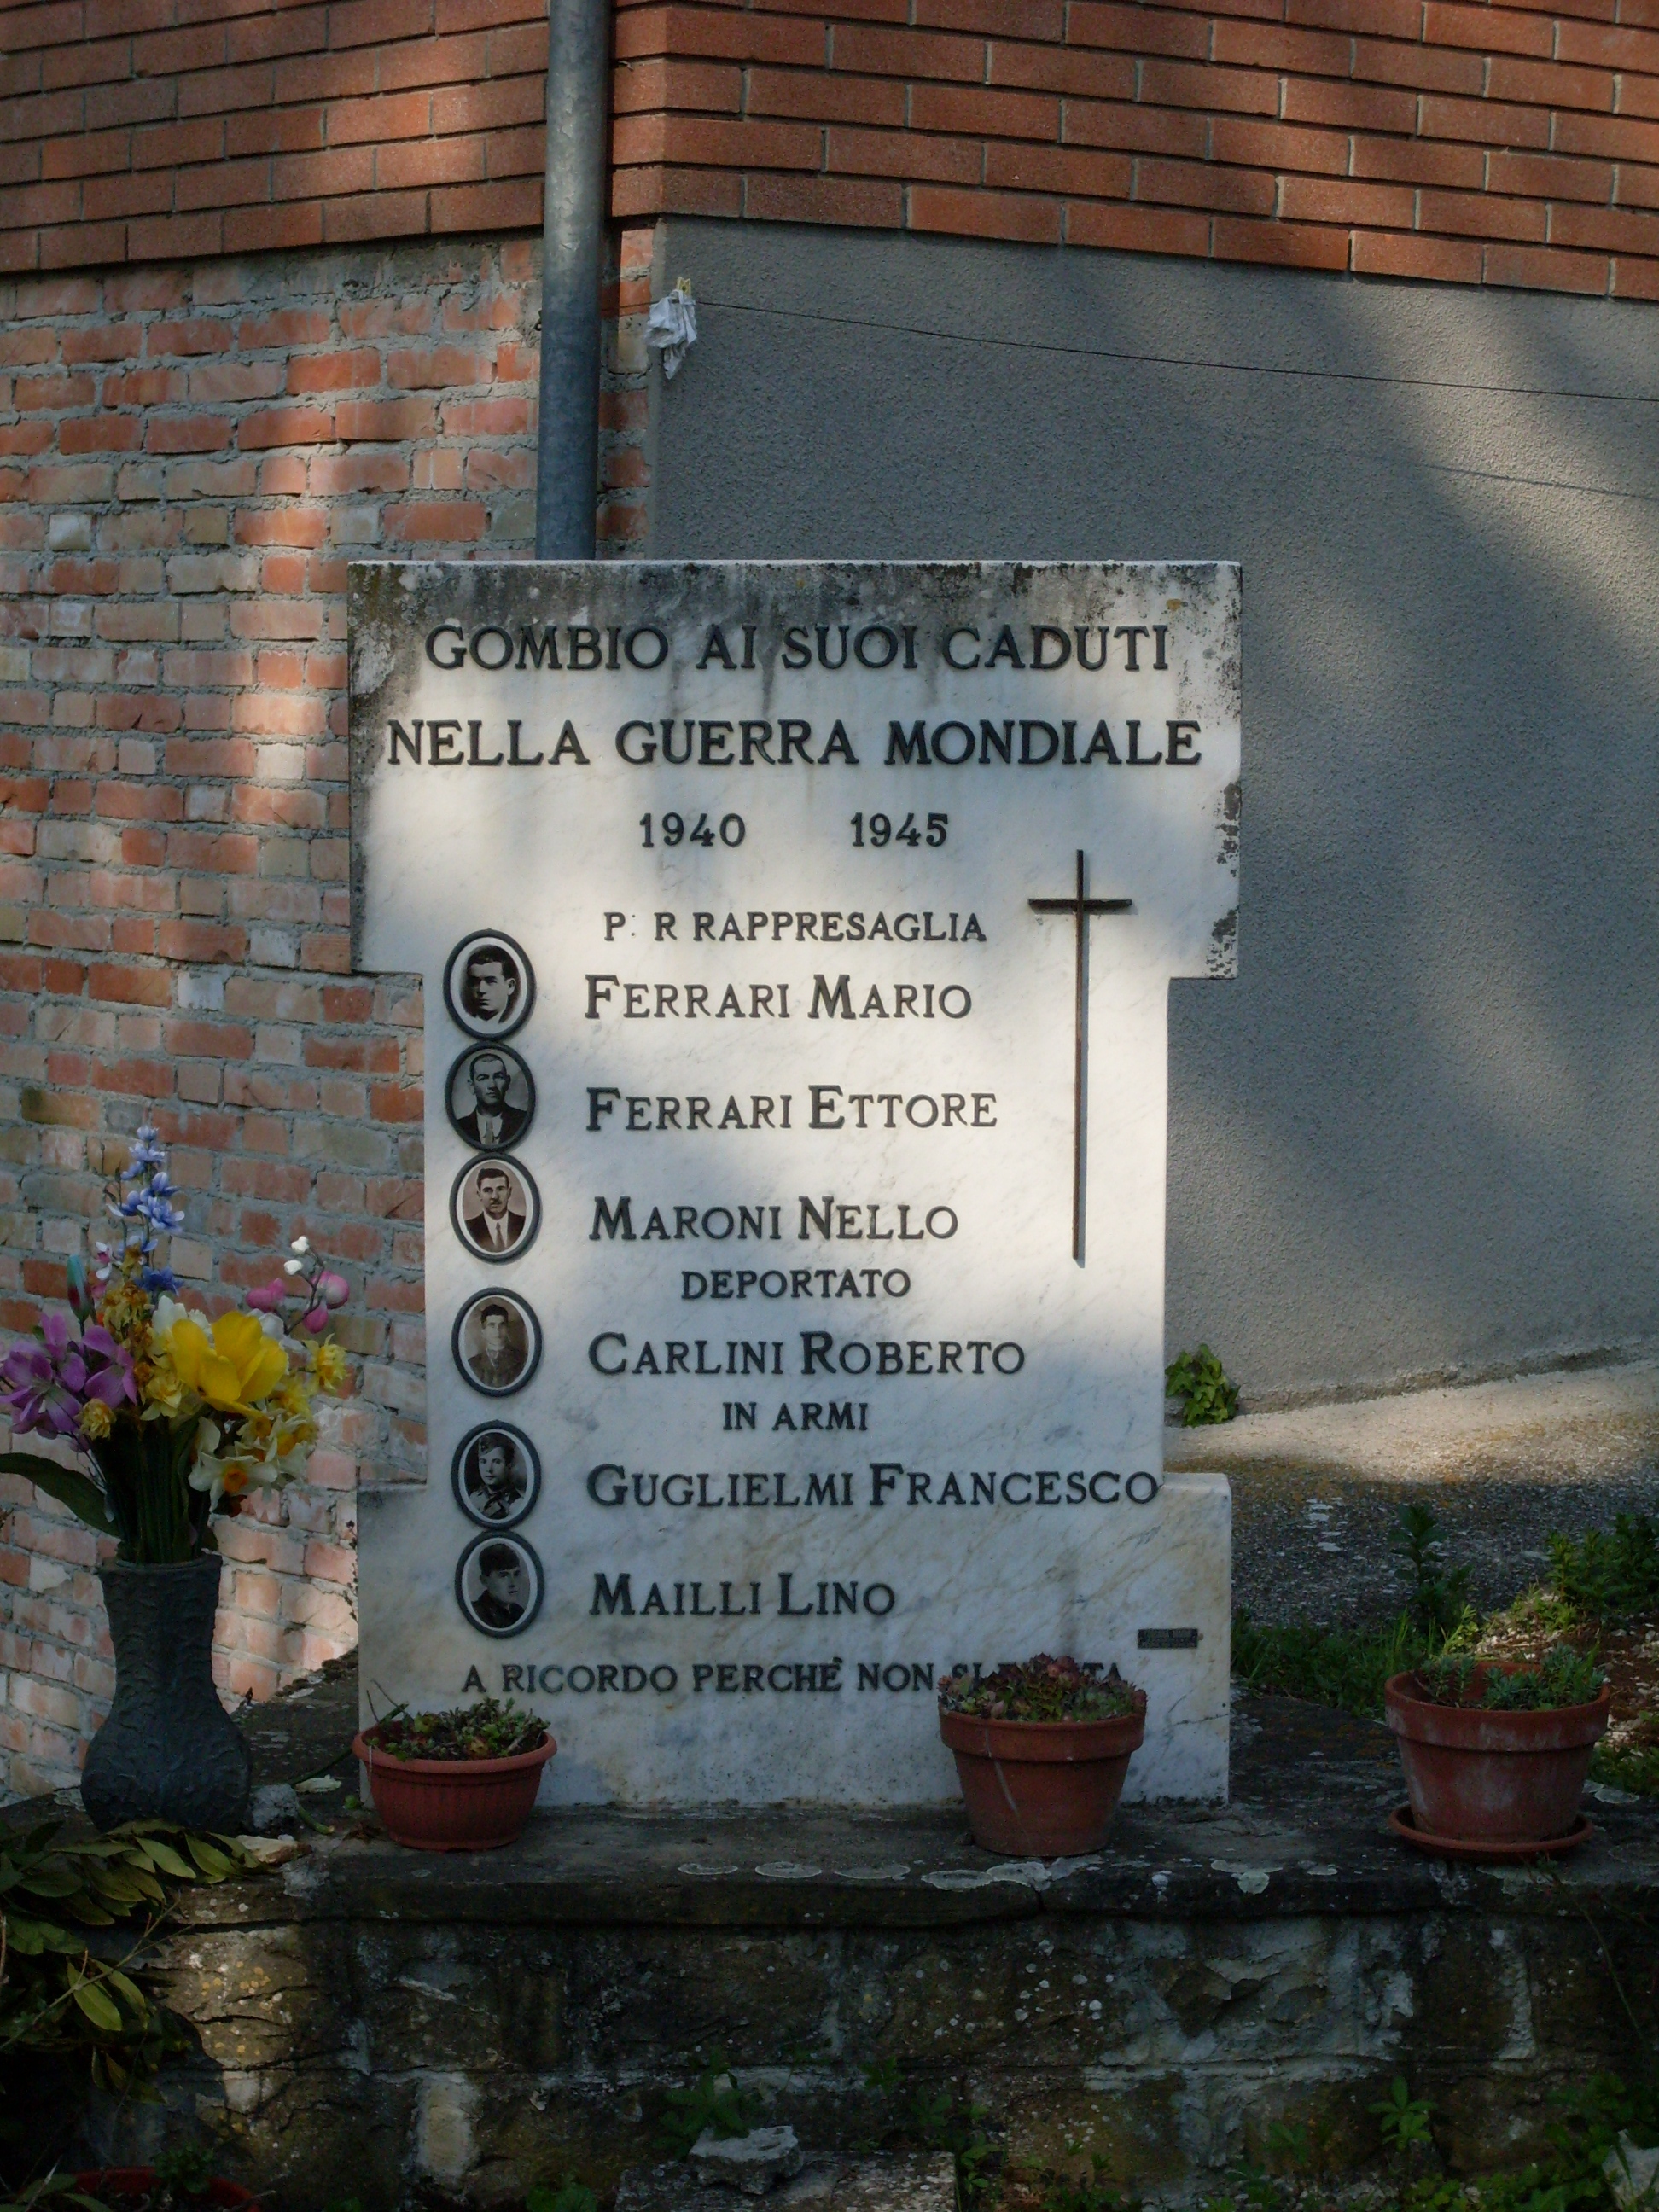 GOMBIO AI SUOI CADUTI
NELLA GUERRA MONDIALE
1940 1945
P: R RAPPRESAGLIA
FERRARI MARIO
FERRARI ETTORE
MARONI NELLO
DEPORTATO
CARLINI ROBERTO
IN ARMI
GUGLIELMI FRANCESCO
MAILLI LINO
A RICORDO PERCHÈ NON SI